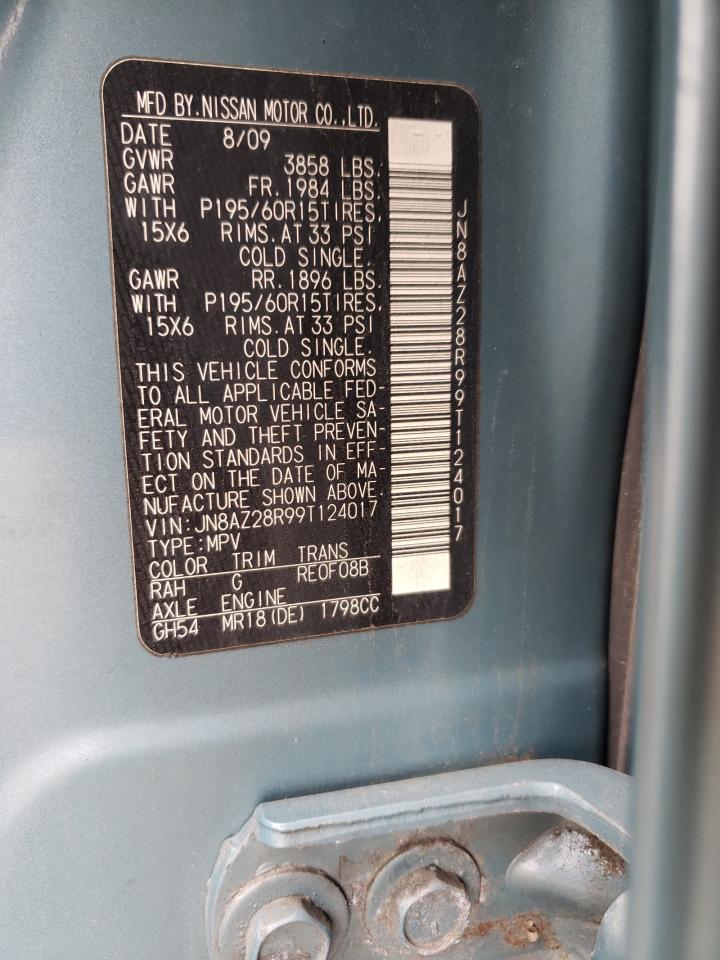 MFD BY.NISSAN MOTOR CO.,LTD.
DATE 8/09
GVWR 3858 LBS.
GAWR FR.1984 LBS.
WITH P195/60R15TIRES,
15X6 RIMS.AT 33 PSI
COLD SINGLE.
GAWR RR.1896 LBS.
WITH P195/60R15TIRES,
15X6 RIMS.AT 33 PSI
COLD SINGLE.
THIS VEHICLE CONFORMS
TO ALL APPLICABLE FED-
ERAL MOTOR VEHICLE SA-
FETY AND THEFT PREVEN-
TION STANDARDS IN EFF-
ECT ON THE DATE OF MA-
NUFACTURE SHOWN ABOVE.
VIN:JN8AZ28R99T124017
TYPE:MPV
COLOR TRIM TRANS
RAH G RE0F08B
AXLE ENGINE
GH54 MR18(DE) 1798CC
JN8AZ28R99T124017